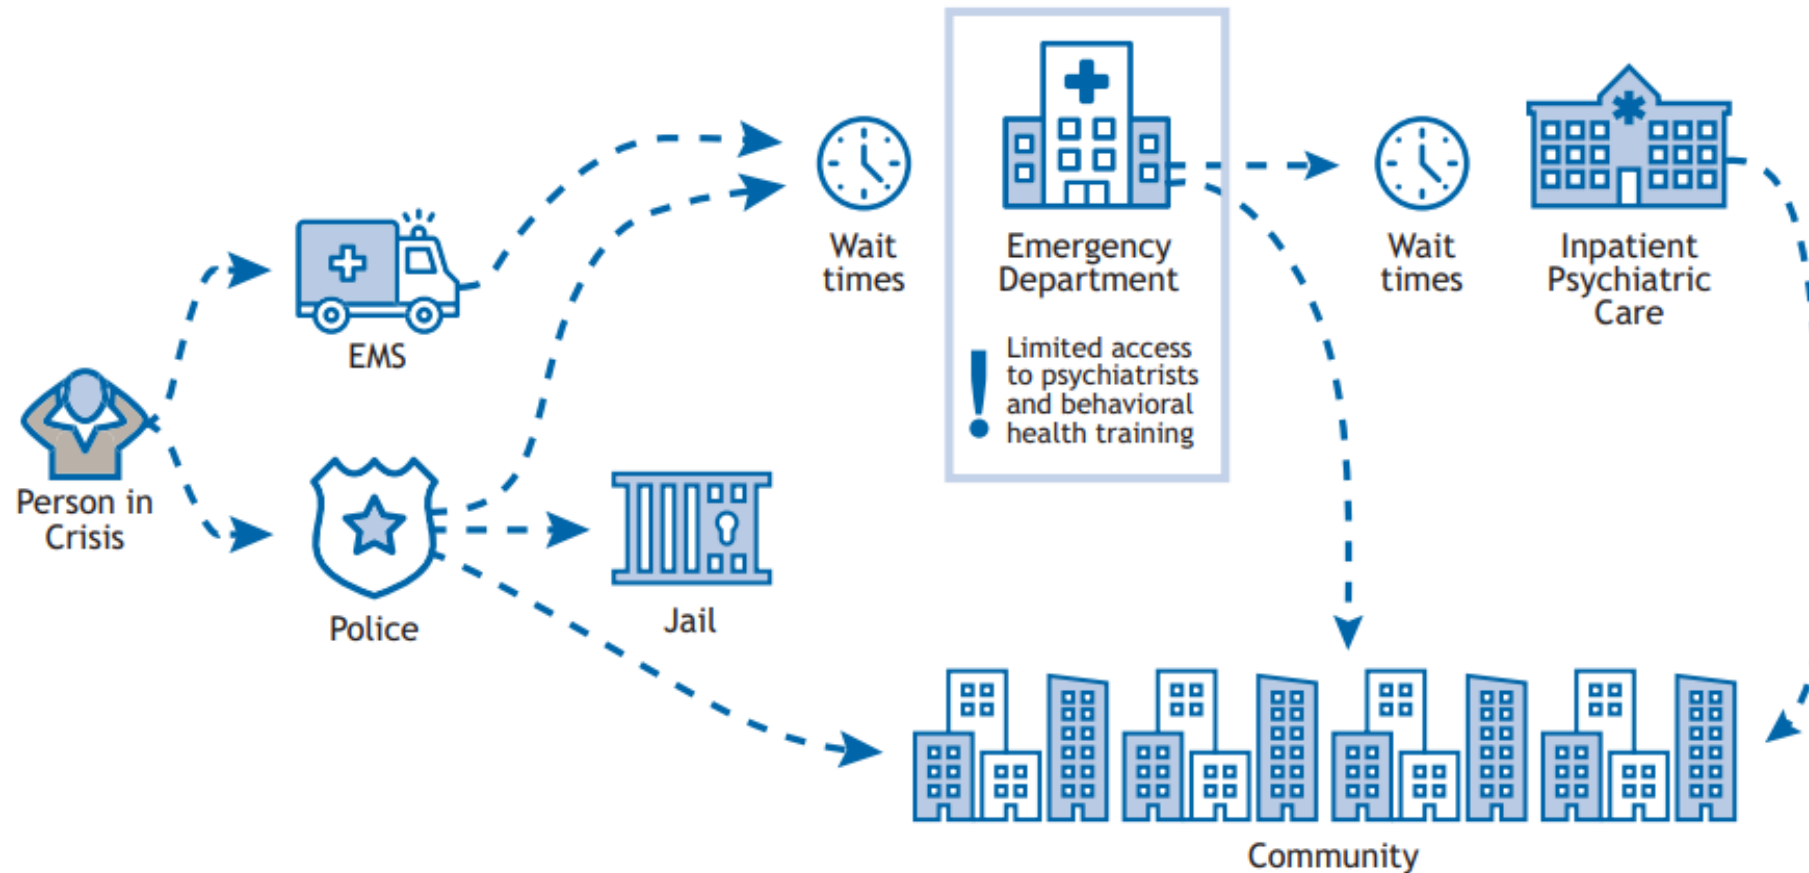 Person in
Crisis
EMS
Police
Jail
Wait
times
Emergency
Department
Limited access
to psychiatrists
and behavioral
health training
Wait
times
Inpatient
Psychiatric
Care
Community